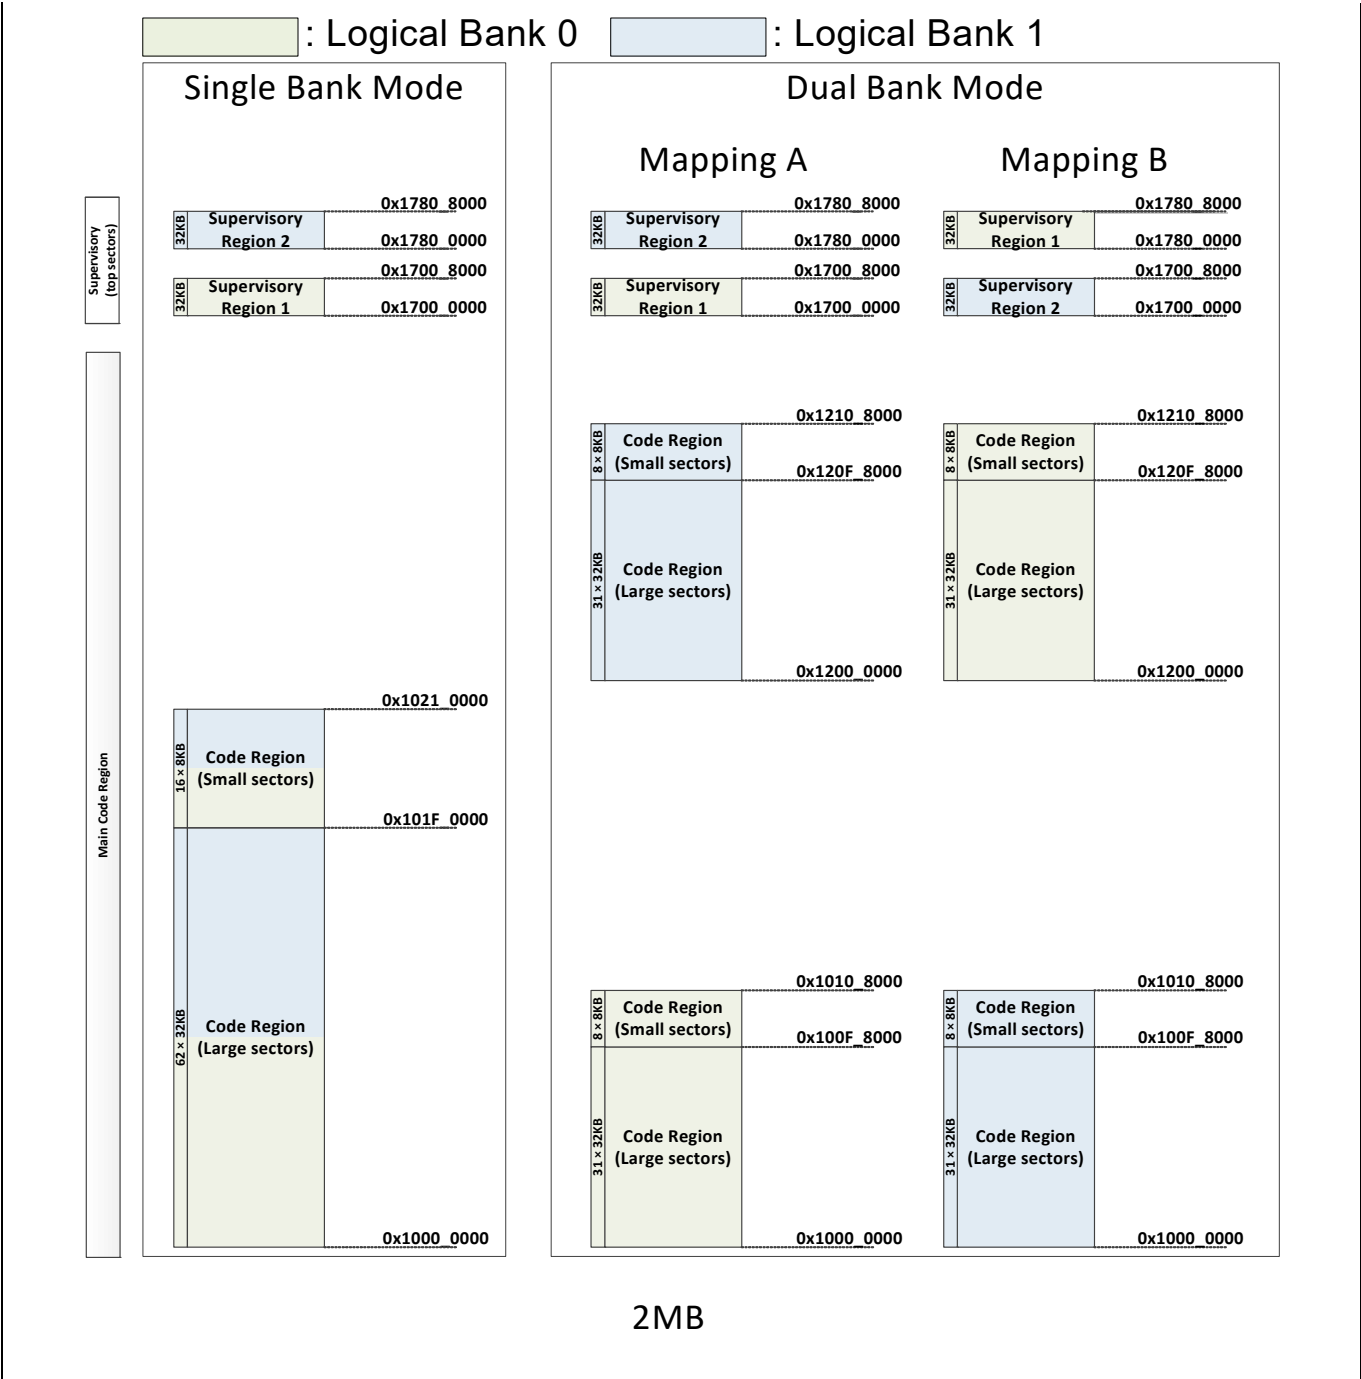 : Logical Bank 0
: Logical Bank 1
Single Bank Mode
Dual Bank Mode
Mapping A
Mapping B
Supervisory
(top sectors)
Main Code Region
32KB
Supervisory
Region 2
0x1780_8000
0x1780_0000
32KB
Supervisory
Region 1
0x1700_8000
0x1700_0000
0x1021_0000
16 × 8KB
Code Region
(Small sectors)
0x101F_0000
62 × 32KB
Code Region
(Large sectors)
0x1000_0000
32KB
Supervisory
Region 2
0x1780_8000
0x1780_0000
32KB
Supervisory
Region 1
0x1700_8000
0x1700_0000
0x1210_8000
8 × 8KB
Code Region
(Small sectors)
0x120F_8000
31 × 32KB
Code Region
(Large sectors)
0x1200_0000
0x1010_8000
8 × 8KB
Code Region
(Small sectors)
0x100F_8000
31 × 32KB
Code Region
(Large sectors)
0x1000_0000
32KB
Supervisory
Region 1
0x1780_8000
0x1780_0000
32KB
Supervisory
Region 2
0x1700_8000
0x1700_0000
0x1210_8000
8 × 8KB
Code Region
(Small sectors)
0x120F_8000
31 × 32KB
Code Region
(Large sectors)
0x1200_0000
0x1010_8000
8 × 8KB
Code Region
(Small sectors)
0x100F_8000
31 × 32KB
Code Region
(Large sectors)
0x1000_0000
2MB